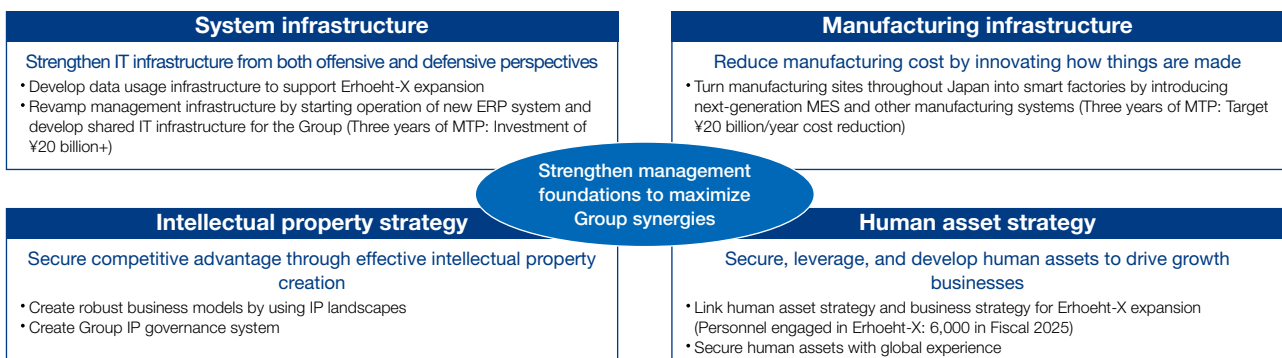 System infrastructure
Strengthen IT infrastructure from both offensive and defensive perspectives
• Develop data usage infrastructure to support Erhoeht-X expansion
• Revamp management infrastructure by starting operation of new ERP system and
develop shared IT infrastructure for the Group (Three years of MTP: Investment of
¥20 billion+)
Manufacturing infrastructure
Reduce manufacturing cost by innovating how things are made
• Turn manufacturing sites throughout Japan into smart factories by introducing
next-generation MES and other manufacturing systems (Three years of MTP: Target
¥20 billion/year cost reduction)
Strengthen management
foundations to maximize
Group synergies
Intellectual property strategy
Secure competitive advantage through effective intellectual property
creation
• Create robust business models by using IP landscapes
• Create Group IP governance system
Human asset strategy
Secure, leverage, and develop human assets to drive growth
businesses
• Link human asset strategy and business strategy for Erhoeht-X expansion
(Personnel engaged in Erhoeht-X: 6,000 in Fiscal 2025)
• Secure human assets with global experience